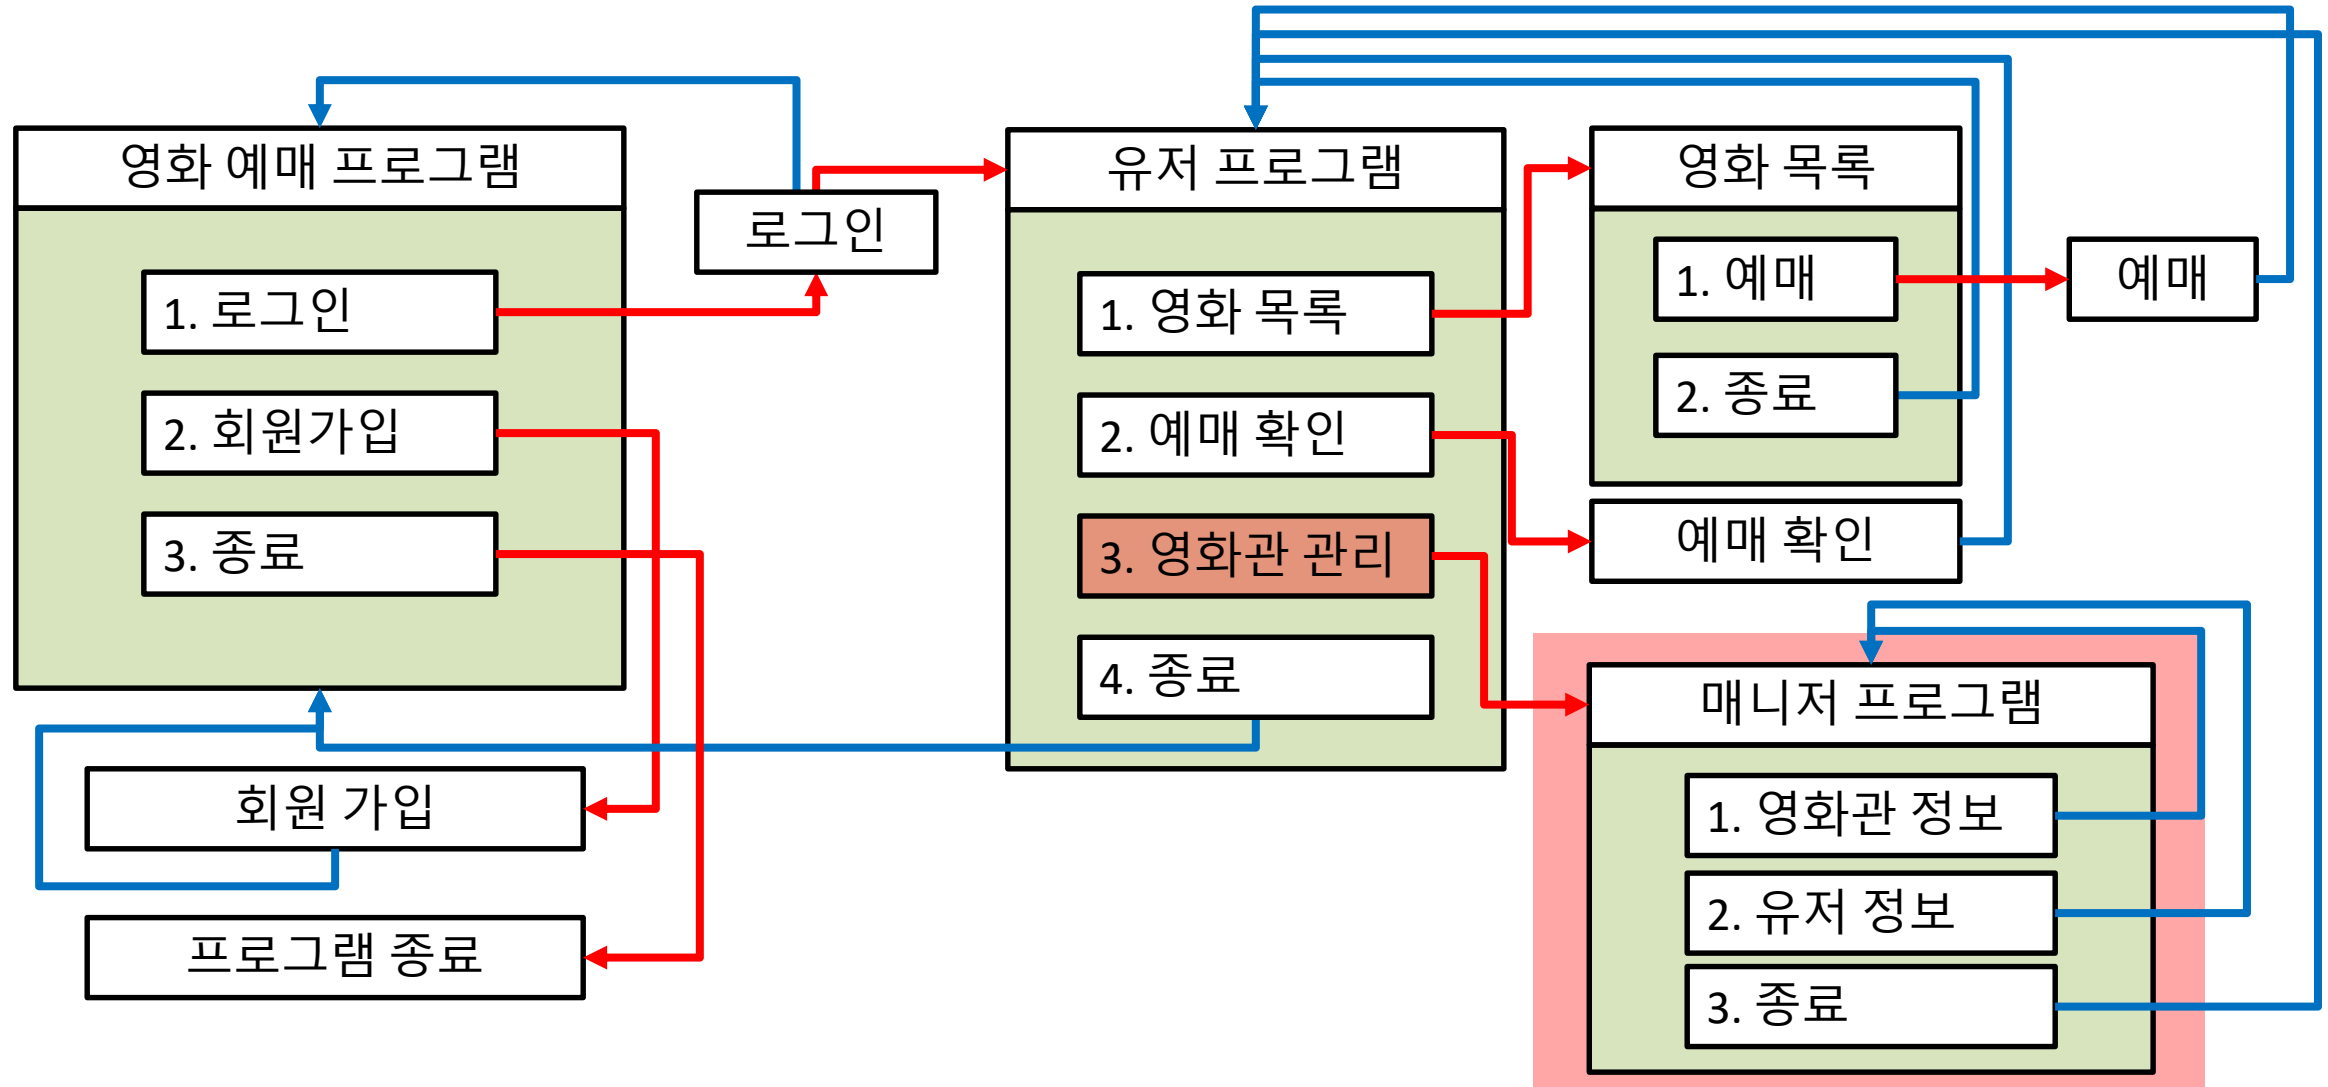 영화 예매 프로그램
1. 로그인
2. 회원가입
3. 종료
회원 가입
프로그램 종료
로그인
유저 프로그램
1. 영화 목록
2. 예매 확인
3. 영화관 관리
4. 종료
영화 목록
1. 예매
2. 종료
예매
예매 확인
매니저 프로그램
1. 영화관 정보
2. 유저 정보
3. 종료